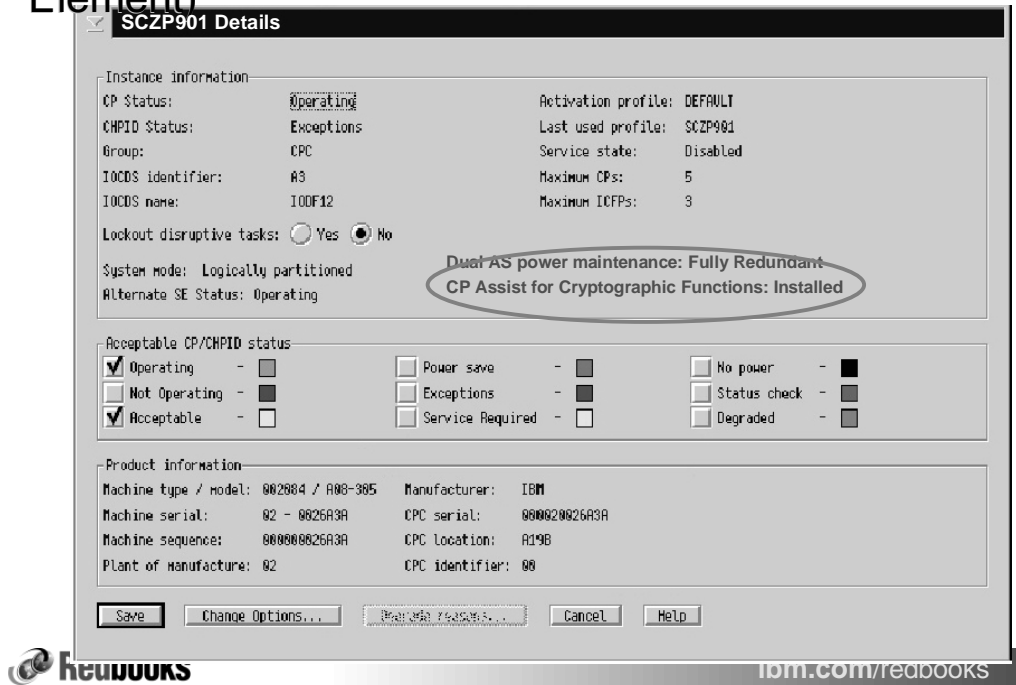 Element)
SCZP901 Details
Instance information
CP Status: Operating Activation profile: DEFAULT
CHPID Status: Exceptions Last used profile: SCZP901
Group: CPC Service state: Disabled
IOCDS identifier: A3 Maximum CPs: 5
IOCDS name: IODF12 Maximum ICFPs: 3
Lockout disruptive tasks: Yes No
Dual AS power maintenance: Fully Redundant
System mode: Logically partitioned
CP Assist for Cryptographic Functions: Installed
Alternate SE Status: Operating
Acceptable CP/CHPID status
Operating - Power save - No power -
Not Operating - Exceptions - Status check -
Acceptable - Service Required - Degraded -
Product information
Machine type / model: 002084 / A08-305 Manufacturer: IBM
Machine serial: 02 - 0026A3A CPC serial: 000020026A3A
Machine sequence: 000000026A3A CPC location: A19B
Plant of manufacture: 02 CPC identifier: 00
Save Change Options... Degrade reasons... Cancel Help
Redbooks ibm.com/redbooks